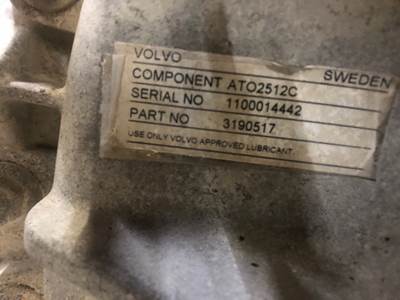 VOLVO SWEDEN
COMPONENT ATO2512C
SERIAL NO 1100014442
PART NO 3190517
USE ONLY VOLVO APPROVED LUBRICANT